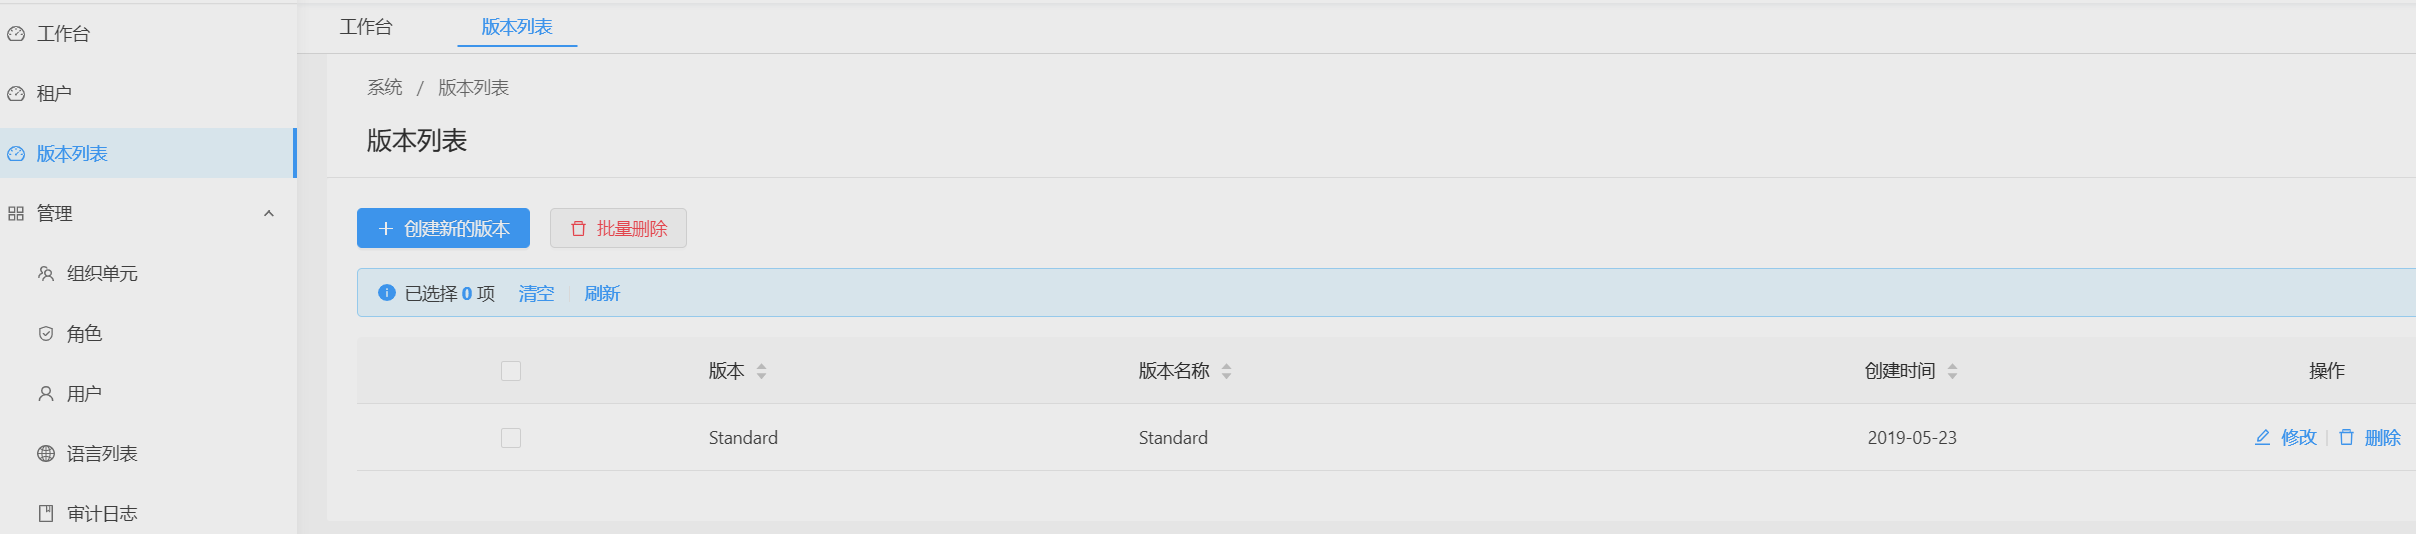 工作台
租户
版本列表
管理
组织单元
角色
用户
语言列表
审计日志
工作台 版本列表
系统 / 版本列表
版本列表
创建新的版本 批量删除
已选择 0 项 清空 刷新
版本 版本名称 创建时间 操作
Standard Standard 2019-05-23 修改 删除